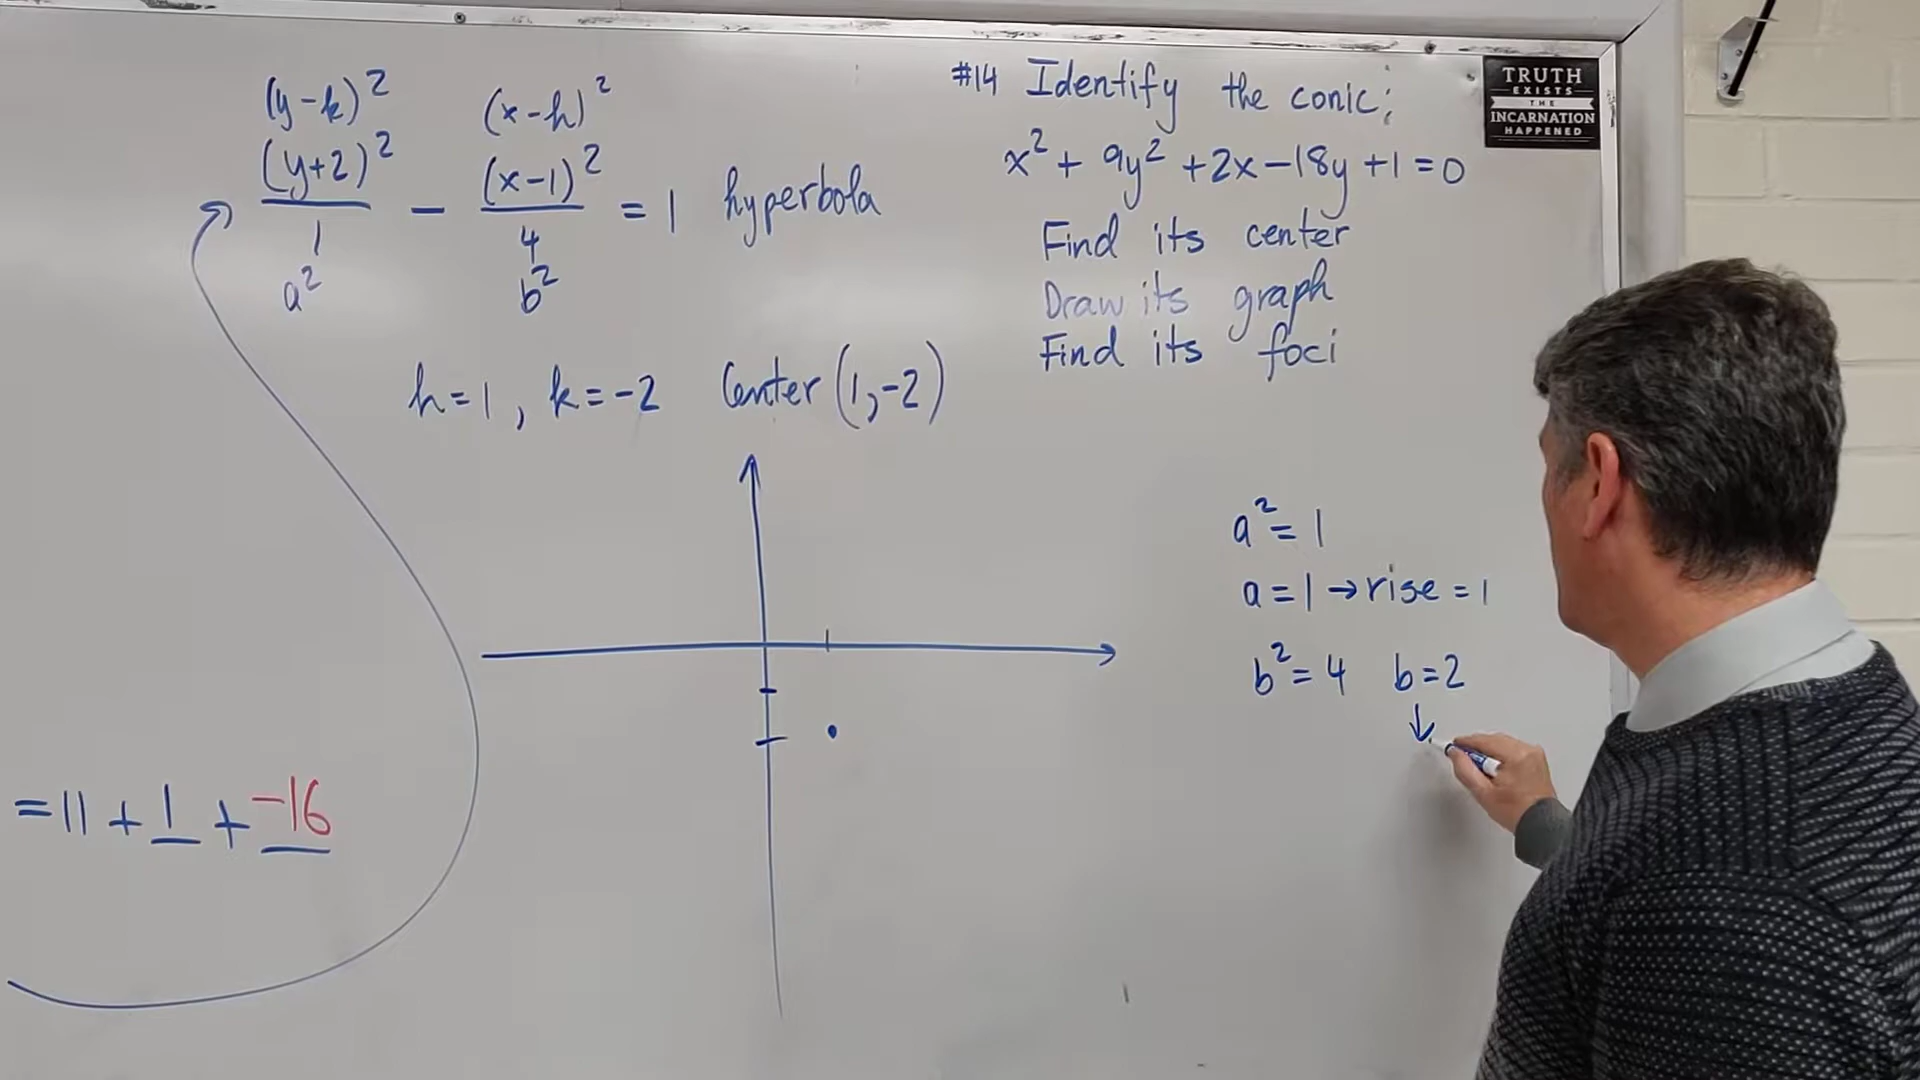 (y-k)² (x-h)²
(y+2)² / 1 - (x-1)² / 4 = 1 hyperbola
a² b²
h=1, k=-2 Center (1,-2)
=11 + 1 + -16
#14 Identify the conic:
x² + 9y² + 2x - 18y + 1 = 0
Find its center
Draw its graph
Find its foci
a² = 1
a = 1 → rise = 1
b² = 4 b = 2
↓
TRUTH
EXISTS
THE
INCARNATION
HAPPENED